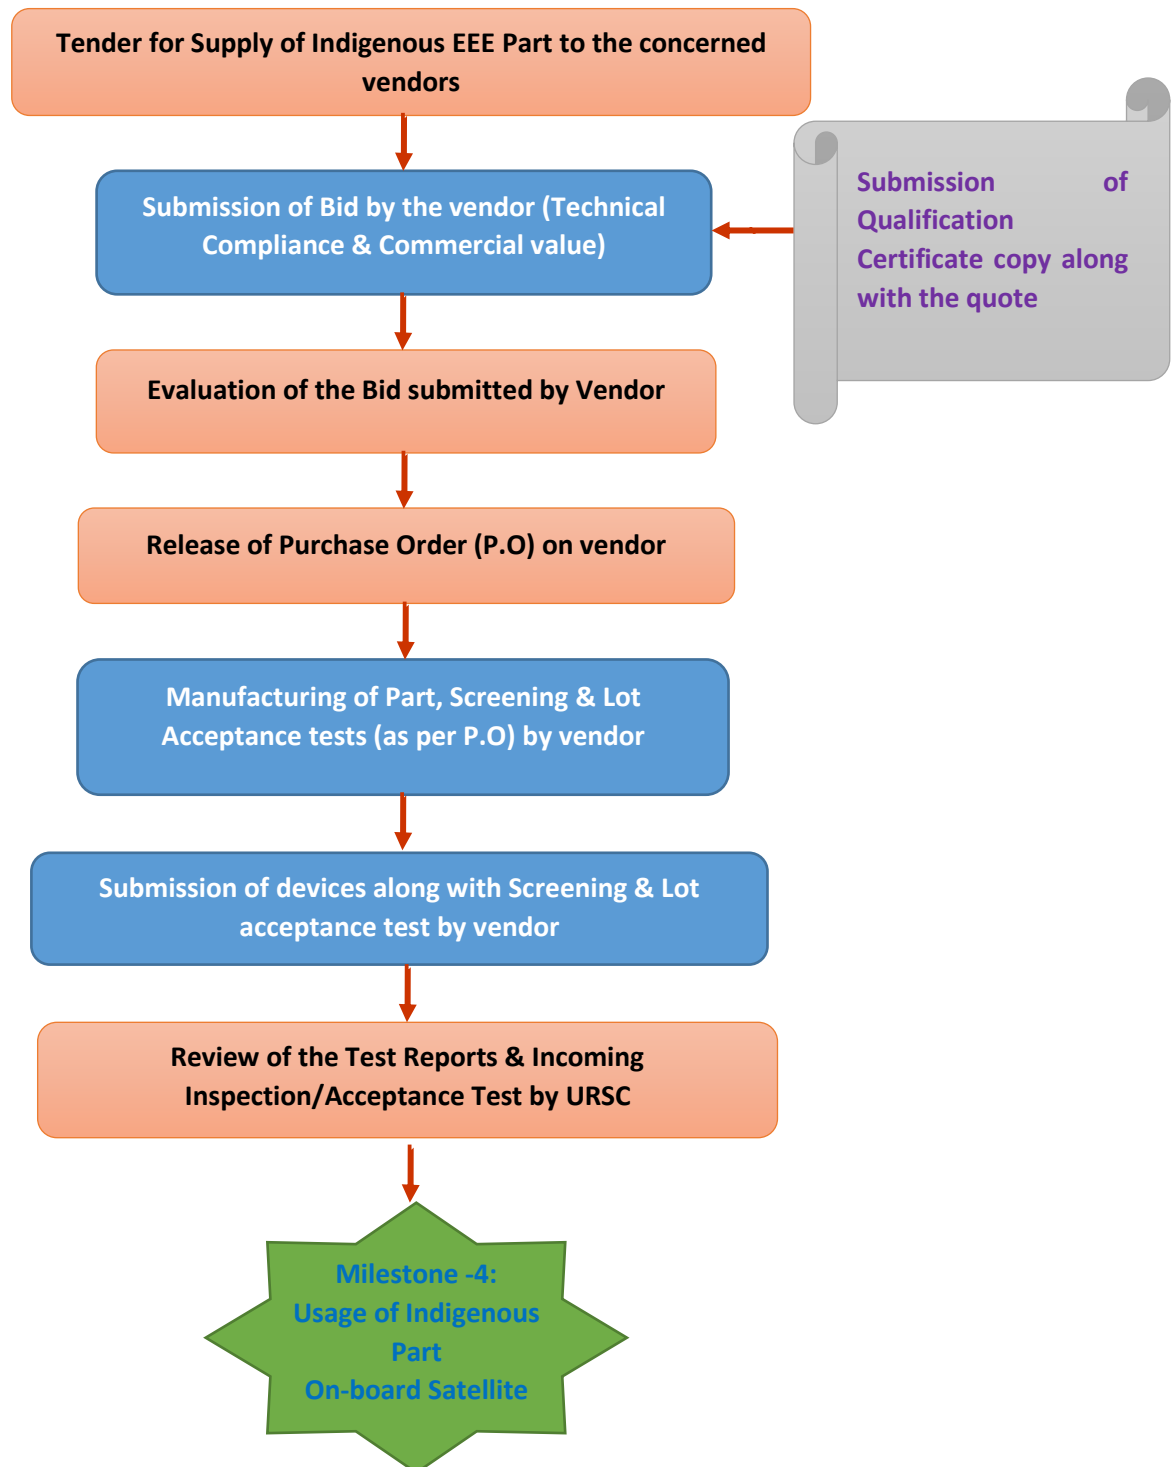 Tender for Supply of Indigenous EEE Part to the concerned
vendors
Submission of Bid by the vendor (Technical
Compliance & Commercial value)
Submission of
Qualification
Certificate copy along
with the quote
Evaluation of the Bid submitted by Vendor
Release of Purchase Order (P.O) on vendor
Manufacturing of Part, Screening & Lot
Acceptance tests (as per P.O) by vendor
Submission of devices along with Screening & Lot
acceptance test by vendor
Review of the Test Reports & Incoming
Inspection/Acceptance Test by URSC
Milestone -4:
Usage of Indigenous
Part
On-board Satellite